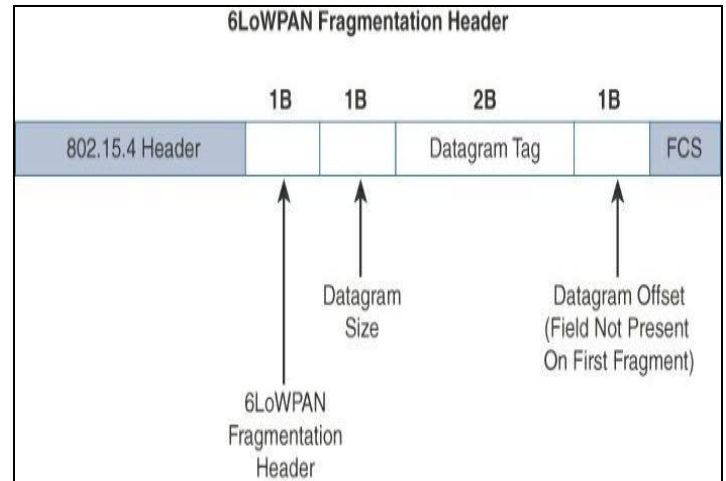 6LoWPAN Fragmentation Header
1B 1B 2B 1B
802.15.4 Header Datagram Tag FCS
Datagram
Size
Datagram Offset
(Field Not Present
On First Fragment)
6LoWPAN
Fragmentation
Header